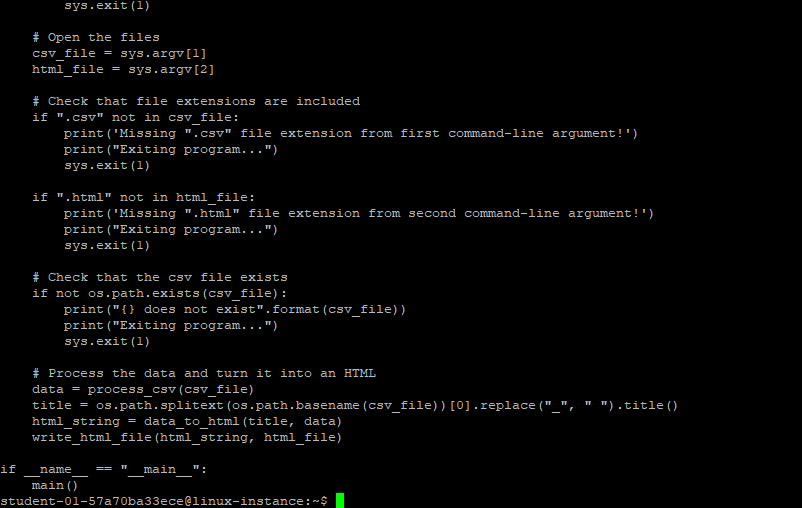 sys.exit(1)

    # Open the files
    csv_file = sys.argv[1]
    html_file = sys.argv[2]

    # Check that file extensions are included
    if ".csv" not in csv_file:
        print('Missing ".csv" file extension from first command-line argument!')
        print("Exiting program...")
        sys.exit(1)

    if ".html" not in html_file:
        print('Missing ".html" file extension from second command-line argument!')
        print("Exiting program...")
        sys.exit(1)

    # Check that the csv file exists
    if not os.path.exists(csv_file):
        print("{} does not exist".format(csv_file))
        print("Exiting program...")
        sys.exit(1)

    # Process the data and turn it into an HTML
    data = process_csv(csv_file)
    title = os.path.splitext(os.path.basename(csv_file))[0].replace("_", " ").title()
    html_string = data_to_html(title, data)
    write_html_file(html_string, html_file)

if __name__ == "__main__":
    main()
student-01-57a70ba33ece@linux-instance:~$